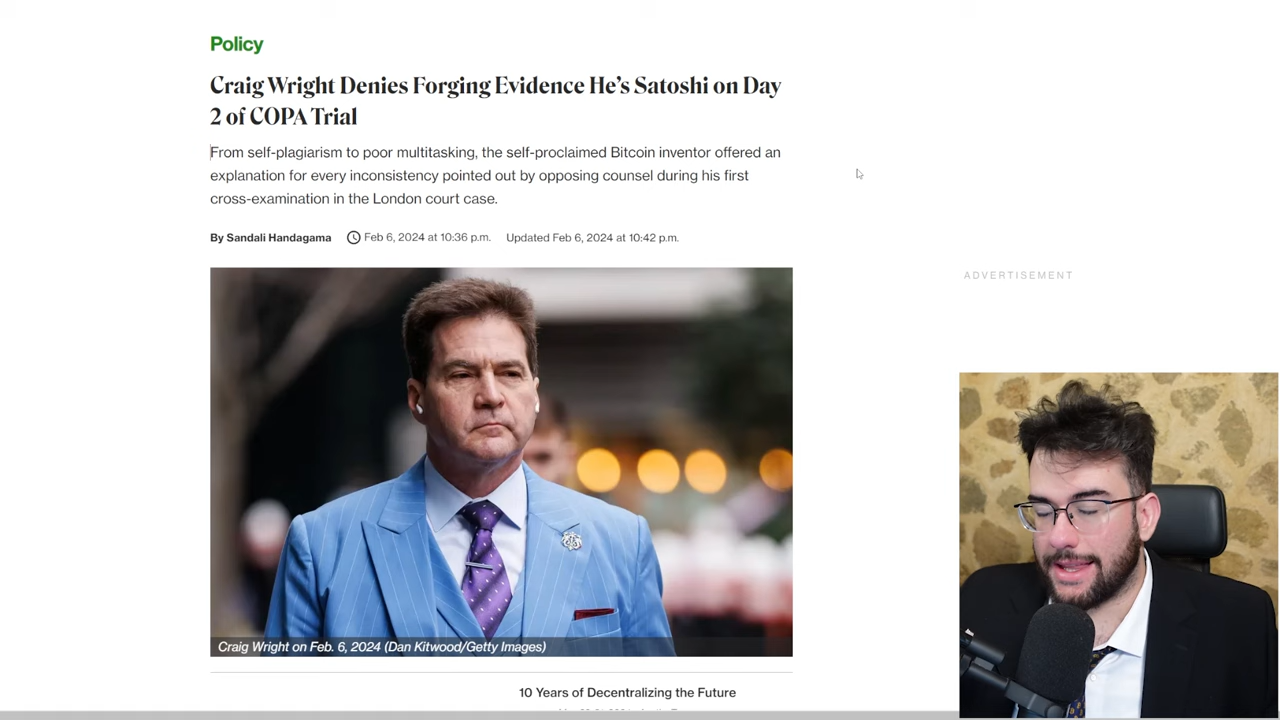 Policy
Craig Wright Denies Forging Evidence He's Satoshi on Day
2 of COPA Trial
From self-plagiarism to poor multitasking, the self-proclaimed Bitcoin inventor offered an
explanation for every inconsistency pointed out by opposing counsel during his first
cross-examination in the London court case.
By Sandali Handagama Feb 6, 2024 at 10:36 p.m. Updated Feb 6, 2024 at 10:42 p.m.
ADVERTISEMENT
Craig Wright on Feb. 6, 2024 (Dan Kitwood/Getty Images)
10 Years of Decentralizing the Future